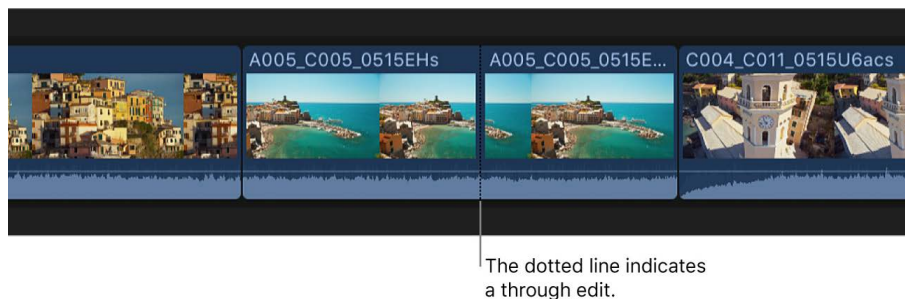 A005_C005_0515EHs
A005_C005_0515E...
C004_C011_0515U6acs
The dotted line indicates
a through edit.